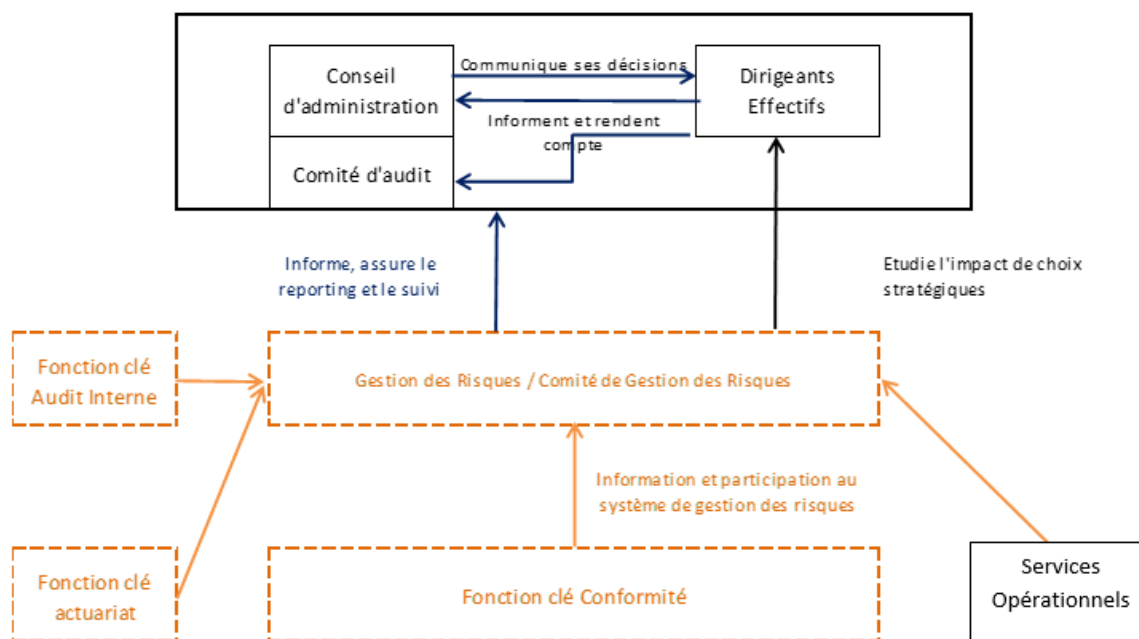 Conseil
d'administration
Communique ses décisions
Dirigeants
Effectifs
Informent et rendent
compte
Comité d'audit
Informe, assure le
reporting et le suivi
Etudie l'impact de choix
stratégiques
Fonction clé
Audit Interne
Gestion des Risques / Comité de Gestion des Risques
Information et participation au
système de gestion des risques
Fonction clé
actuariat
Fonction clé Conformité
Services
Opérationnels